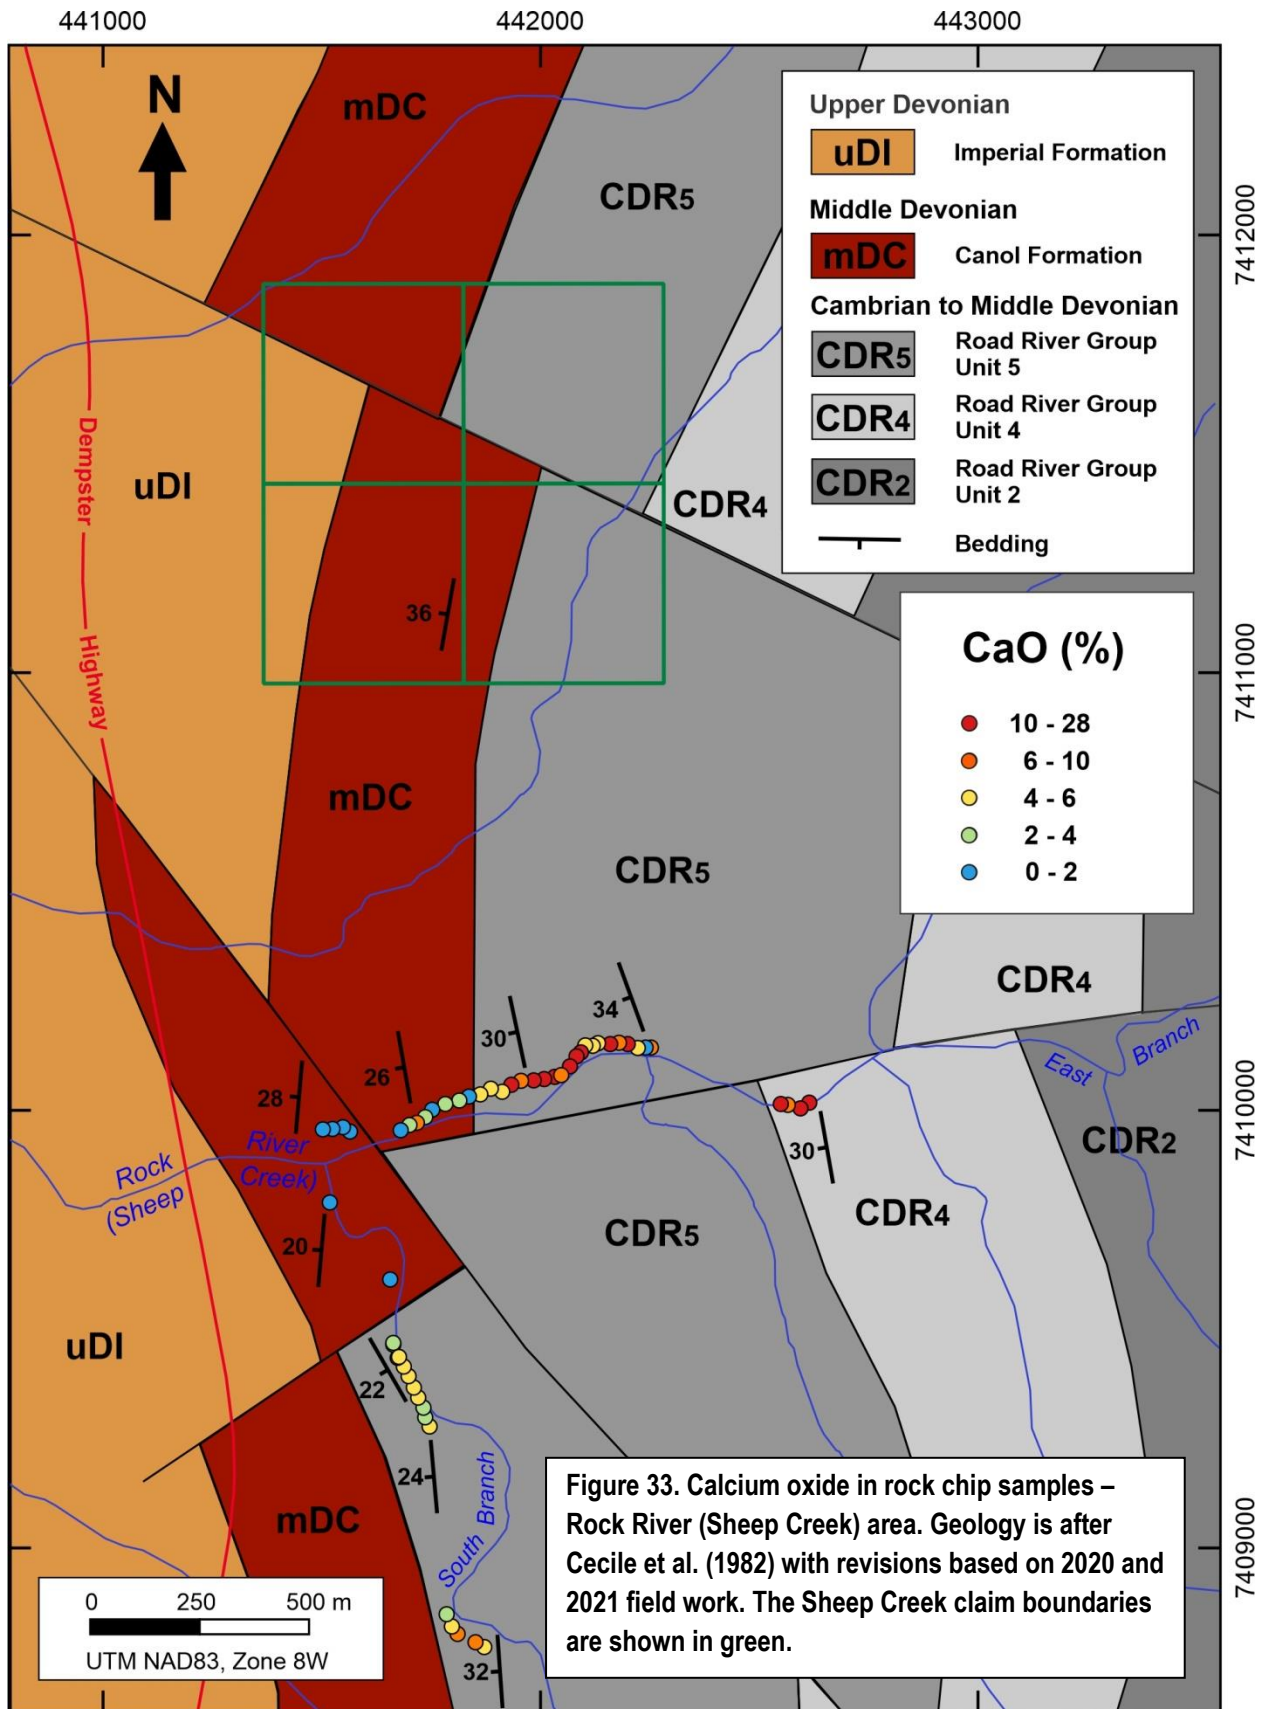 441000
442000
443000
N
mDC
CDR5
Upper Devonian
uDI
Imperial Formation
Middle Devonian
mDC
Canol Formation
Cambrian to Middle Devonian
CDR5
Road River Group
Unit 5
CDR4
Road River Group
Unit 4
CDR2
Road River Group
Unit 2
Bedding
7412000
Dempster
Highway
uDI
CDR4
36
7411000
CaO (%)
10 - 28
6 - 10
4 - 6
2 - 4
0 - 2
mDC
CDR5
CDR4
34
30
26
28
East
Branch
7410000
River
Creek)
Rock
(Sheep
30
CDR2
20
CDR5
CDR4
uDI
22
24
mDC
South Branch
32
7409000
Figure 33. Calcium oxide in rock chip samples –
Rock River (Sheep Creek) area. Geology is after
Cecile et al. (1982) with revisions based on 2020 and
2021 field work. The Sheep Creek claim boundaries
are shown in green.
0 250 500 m
UTM NAD83, Zone 8W